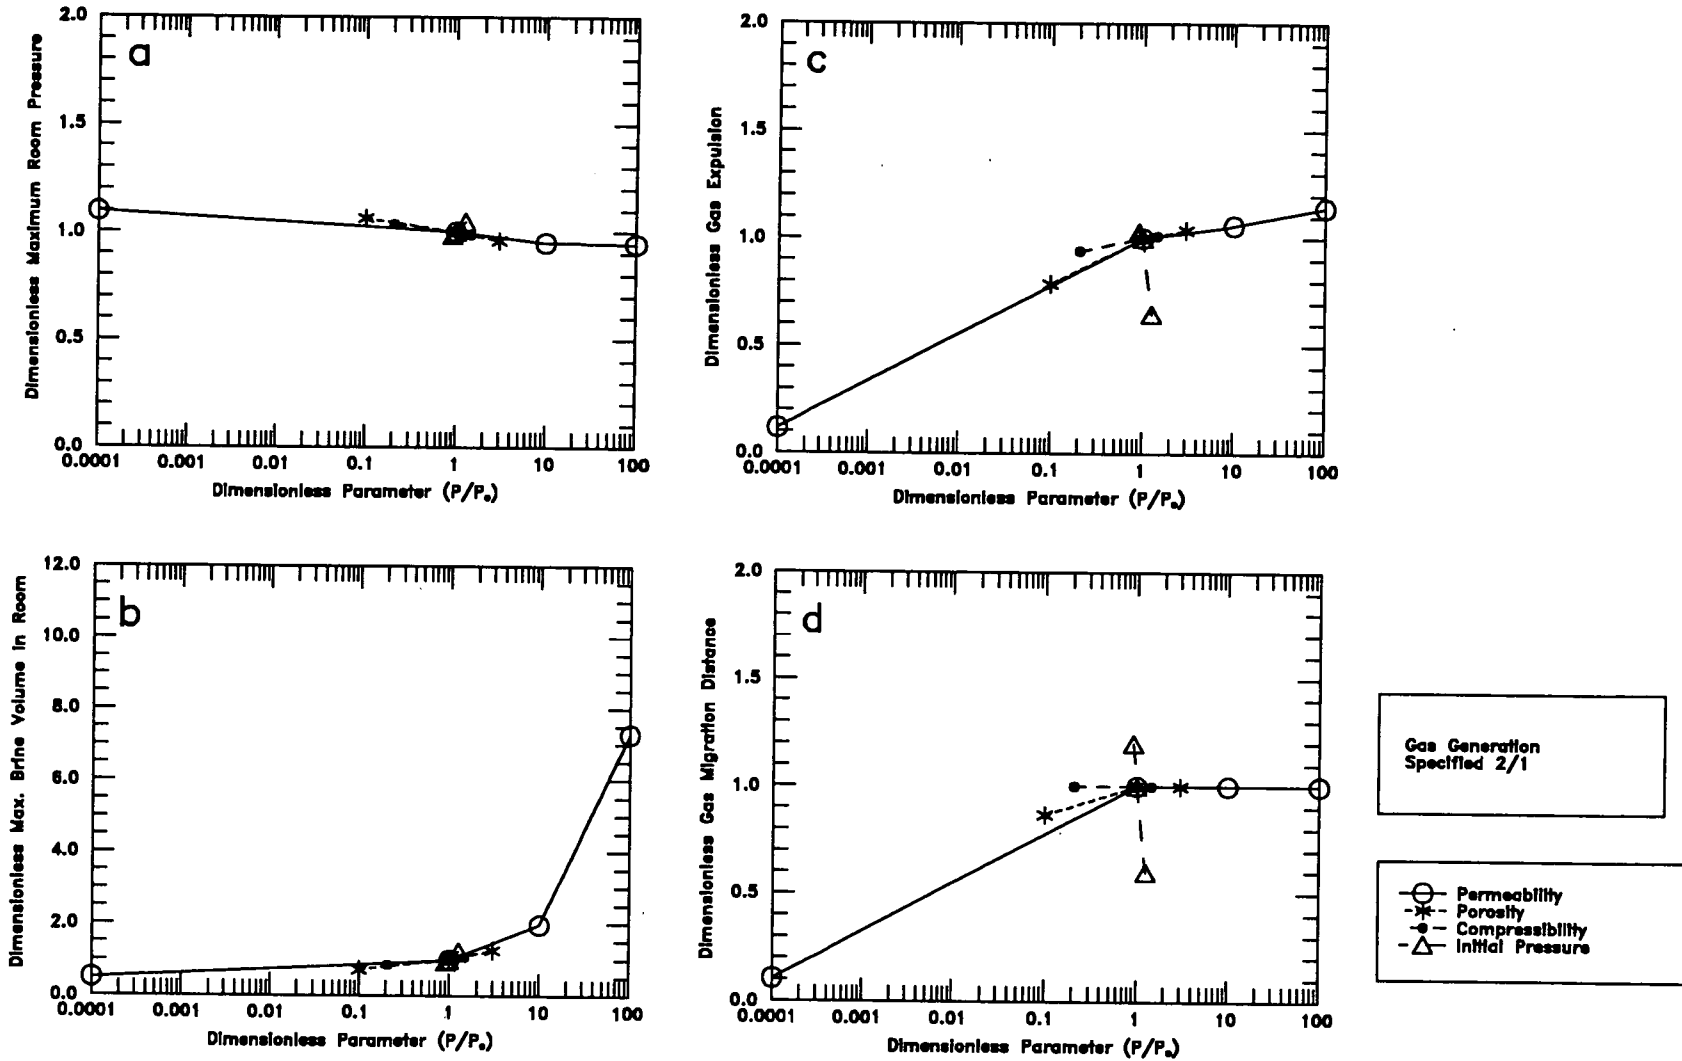 a
Dimensionless Maximum Room Pressure
2.0
1.5
1.0
0.5
0.0
0.0001 0.001 0.01 0.1 1 10 100
Dimensionless Parameter (P/Pₒ)
c
Dimensionless Gas Expulsion
2.0
1.5
1.0
0.5
0.0
0.0001 0.001 0.01 0.1 1 10 100
Dimensionless Parameter (P/Pₒ)
b
Dimensionless Max. Brine Volume in Room
12.0
10.0
8.0
6.0
4.0
2.0
0.0
0.0001 0.001 0.01 0.1 1 10 100
Dimensionless Parameter (P/Pₒ)
d
Dimensionless Gas Migration Distance
2.0
1.5
1.0
0.5
0.0
0.0001 0.001 0.01 0.1 1 10 100
Dimensionless Parameter (P/Pₒ)
Gas Generation
Specified 2/1
Permeability
Porosity
Compressibility
Initial Pressure